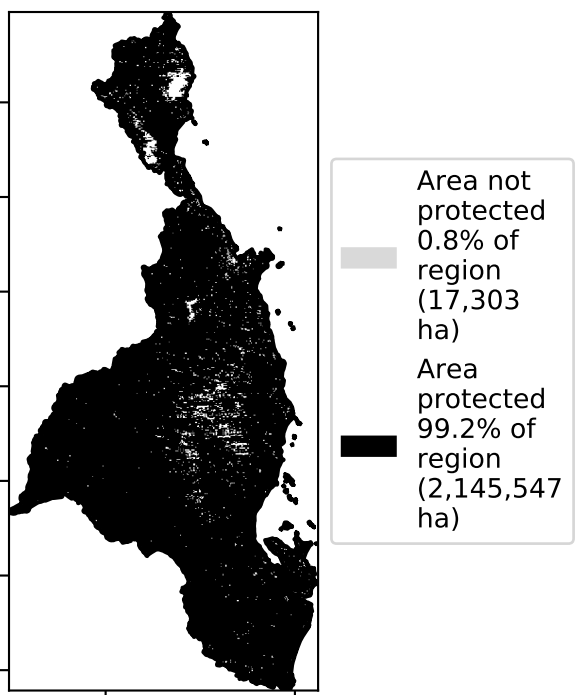 Area not
protected
0.8% of
region
(17,303
ha)
Area
protected
99.2% of
region
(2,145,547
ha)